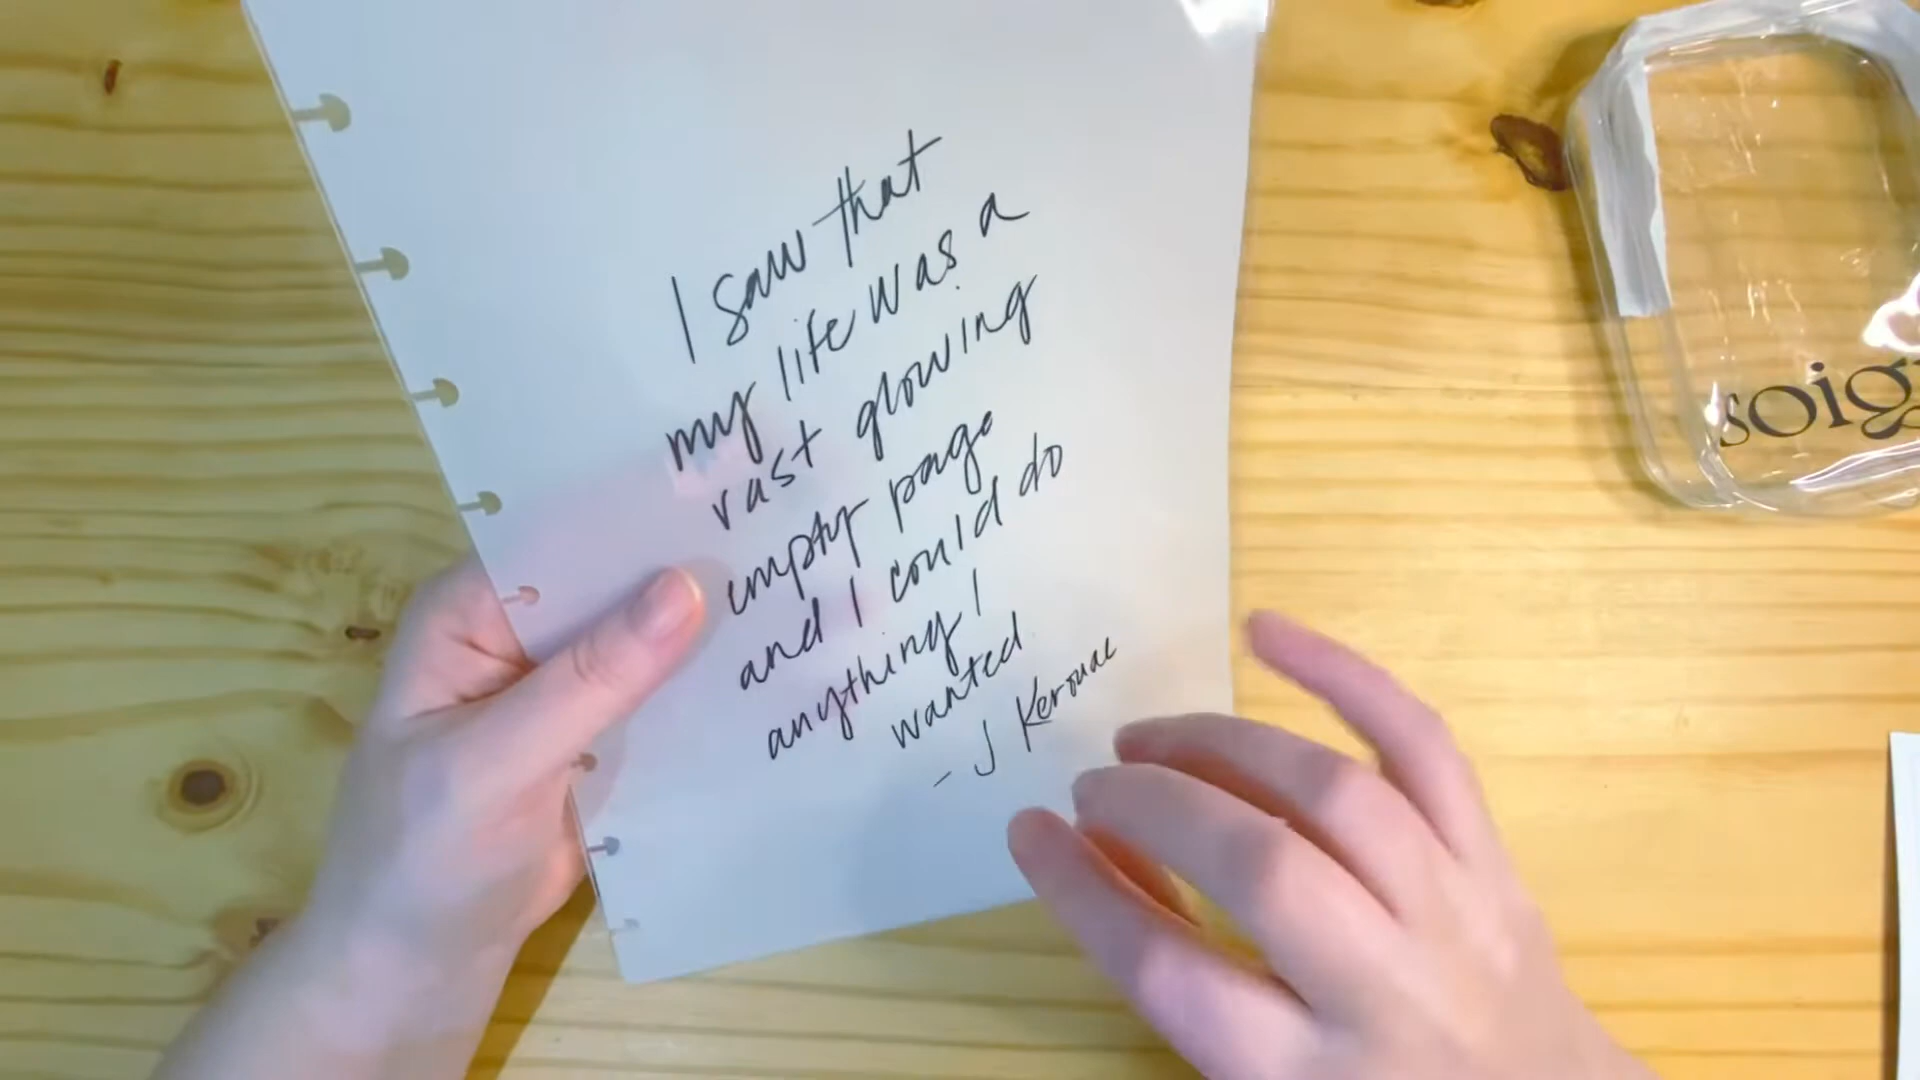 I saw that
my life was a
vast glowing
empty page
and I could do
anything I
wanted
- J Kerouac
soig